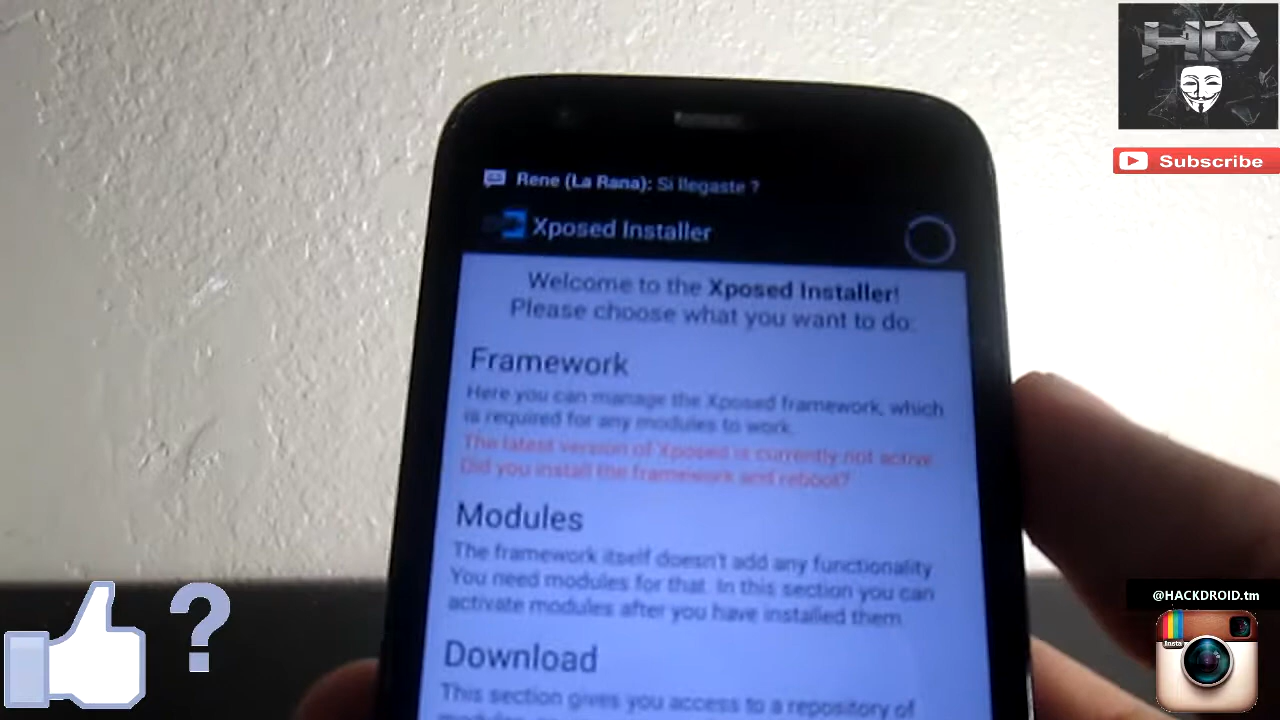 HD
Subscribe
Rene (La Rana): Si llegaste ?
Xposed Installer
Welcome to the Xposed Installer!
Please choose what you want to do:
Framework
Here you can manage the Xposed framework, which
is required for any modules to work.
The latest version of Xposed is currently not active.
Did you install the framework and reboot?
Modules
The framework itself doesn't add any functionality
You need modules for that. In this section you can
activate modules after you have installed them.
Download
This section gives you access to a repository of
?
@HACKDROID.tm
Insta